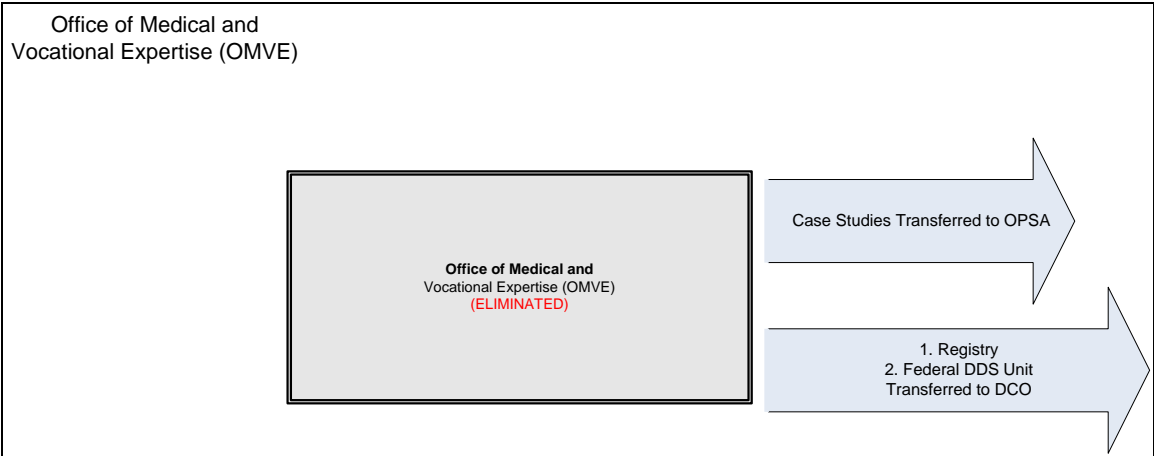 Office of Medical and
Vocational Expertise (OMVE)
Case Studies Transferred to OPSA
Office of Medical and
Vocational Expertise (OMVE)
(ELIMINATED)
1. Registry
2. Federal DDS Unit
Transferred to DCO